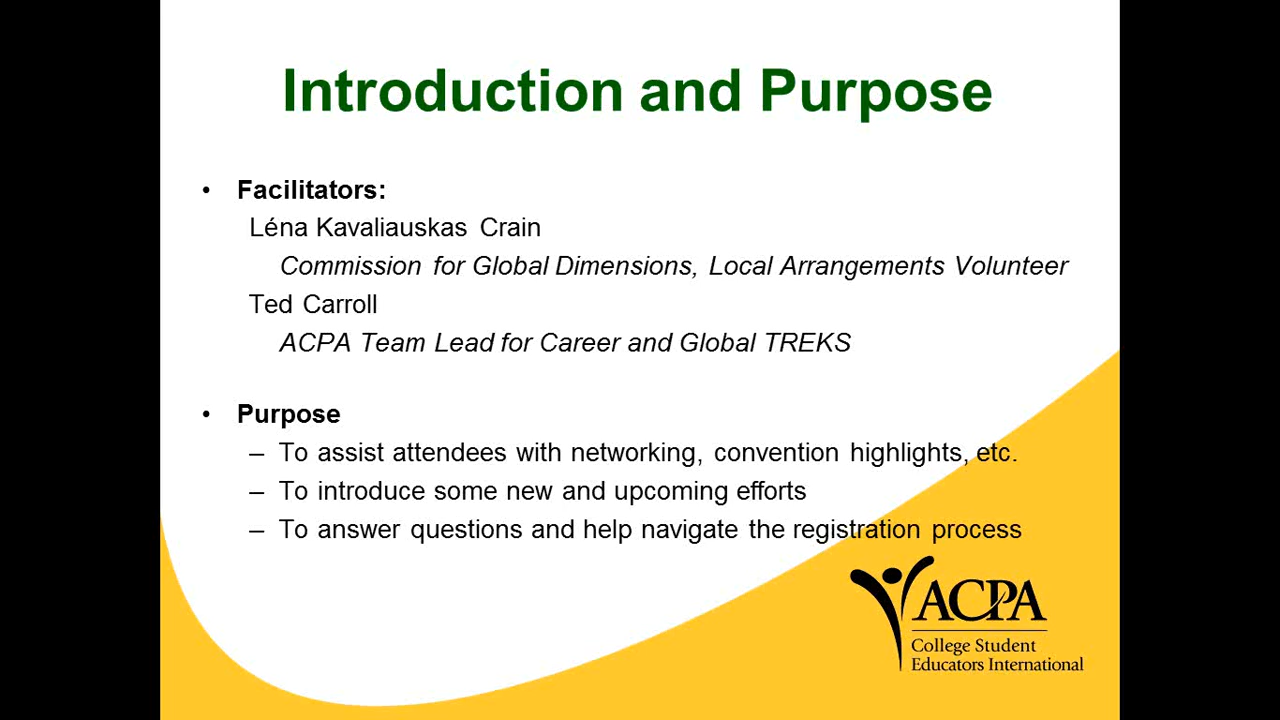 Introduction and Purpose
• Facilitators:
Léna Kavaliauskas Crain
Commission for Global Dimensions, Local Arrangements Volunteer
Ted Carroll
ACPA Team Lead for Career and Global TREKS
• Purpose
– To assist attendees with networking, convention highlights, etc.
– To introduce some new and upcoming efforts
– To answer questions and help navigate the registration process
ACPA
College Student
Educators International